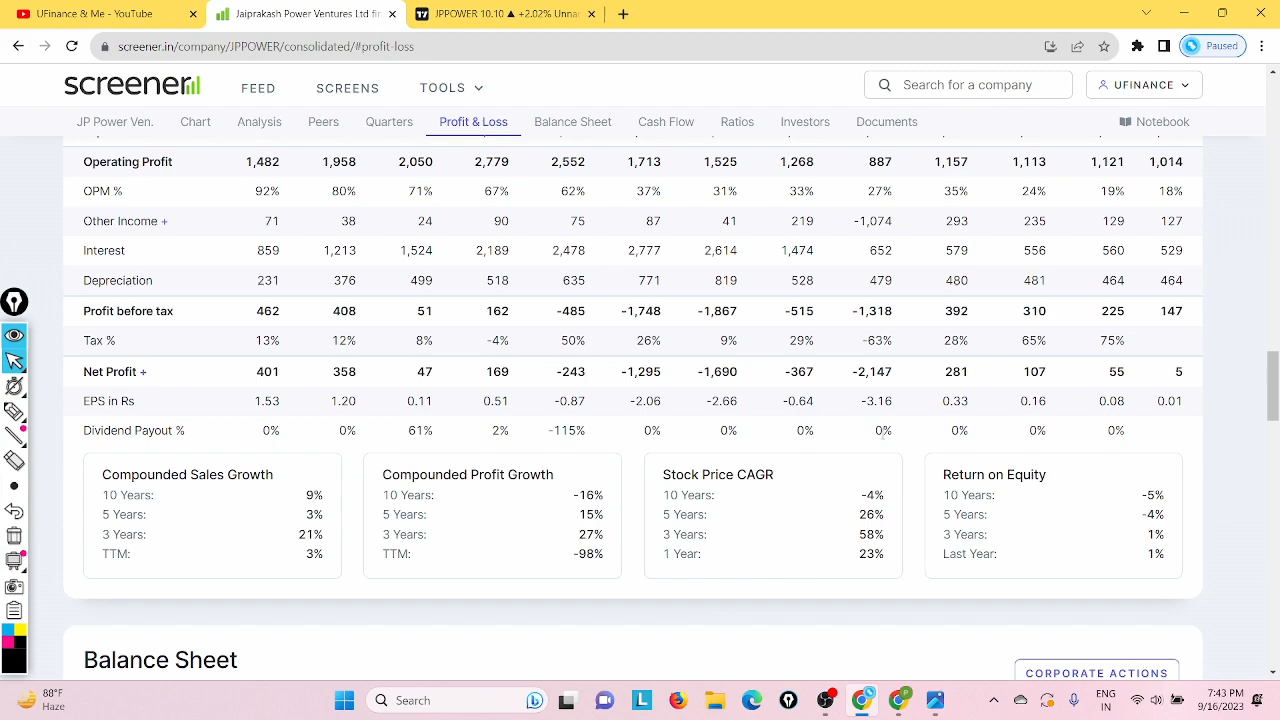 UFinance & Me - YouTube
Jaiprakash Power Ventures Ltd fir
JPPOWER 10.10 ▲ +2.02% Unna
screener.in/company/JPPOWER/consolidated/#profit-loss
Paused
screener
FEED SCREENS TOOLS
Search for a company
UFINANCE
JP Power Ven. Chart Analysis Peers Quarters Profit & Loss Balance Sheet Cash Flow Ratios Investors Documents Notebook
Operating Profit 1,482 1,958 2,050 2,779 2,552 1,713 1,525 1,268 887 1,157 1,113 1,121 1,014
OPM % 92% 80% 71% 67% 62% 37% 31% 33% 27% 35% 24% 19% 18%
Other Income + 71 38 24 90 75 87 41 219 -1,074 293 235 129 127
Interest 859 1,213 1,524 2,189 2,478 2,777 2,614 1,474 652 579 556 560 529
Depreciation 231 376 499 518 635 771 819 528 479 480 481 464 464
Profit before tax 462 408 51 162 -485 -1,748 -1,867 -515 -1,318 392 310 225 147
Tax % 13% 12% 8% -4% 50% 26% 9% 29% -63% 28% 65% 75%
Net Profit + 401 358 47 169 -243 -1,295 -1,690 -367 -2,147 281 107 55 5
EPS in Rs 1.53 1.20 0.11 0.51 -0.87 -2.06 -2.66 -0.64 -3.16 0.33 0.16 0.08 0.01
Dividend Payout % 0% 0% 61% 2% -115% 0% 0% 0% 0% 0% 0% 0%
Compounded Sales Growth
10 Years: 9%
5 Years: 3%
3 Years: 21%
TTM: 3%
Compounded Profit Growth
10 Years: -16%
5 Years: 15%
3 Years: 27%
TTM: -98%
Stock Price CAGR
10 Years: -4%
5 Years: 26%
3 Years: 58%
1 Year: 23%
Return on Equity
10 Years: -5%
5 Years: -4%
3 Years: 1%
Last Year: 1%
Balance Sheet
CORPORATE ACTIONS
88°F
Haze
Search
ENG
IN
7:43 PM
9/16/2023